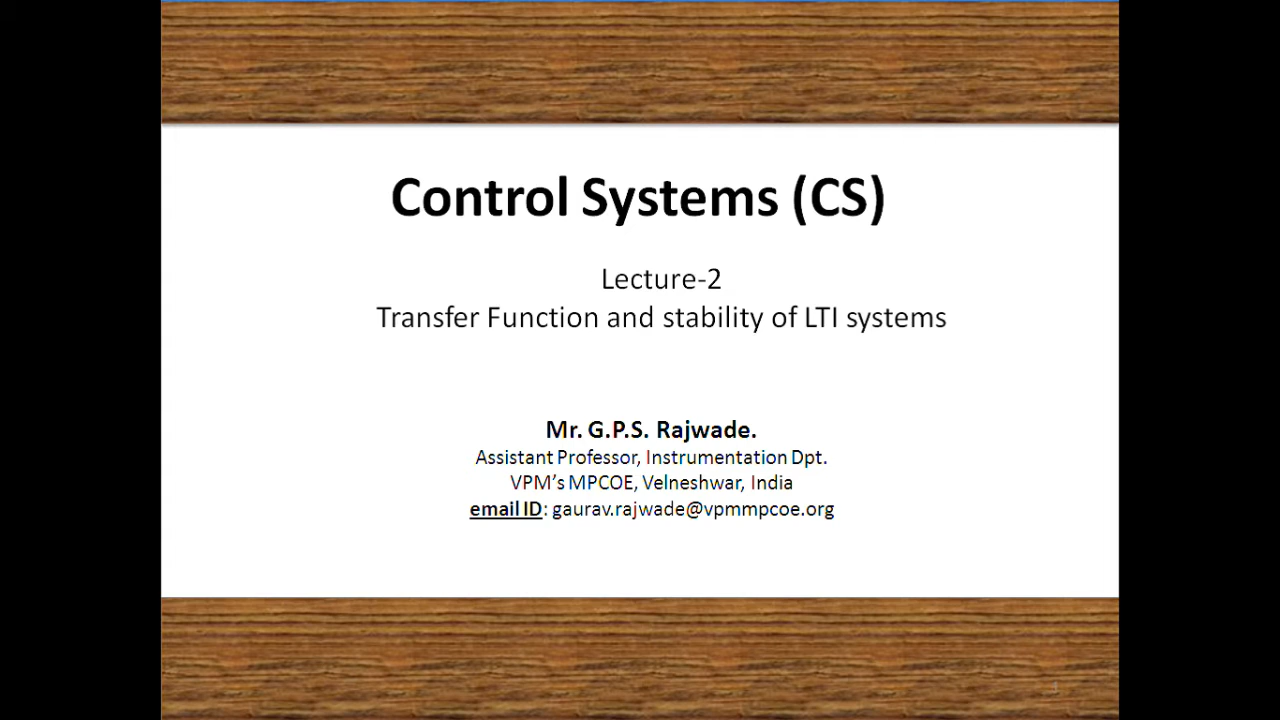 Control Systems (CS)
Lecture-2
Transfer Function and stability of LTI systems
Mr. G.P.S. Rajwade.
Assistant Professor, Instrumentation Dpt.
VPM’s MPCOE, Velneshwar, India
email ID: gaurav.rajwade@vpmmpcoe.org